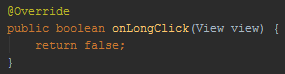 @Override
public boolean onLongClick(View view) {
    return false;
}